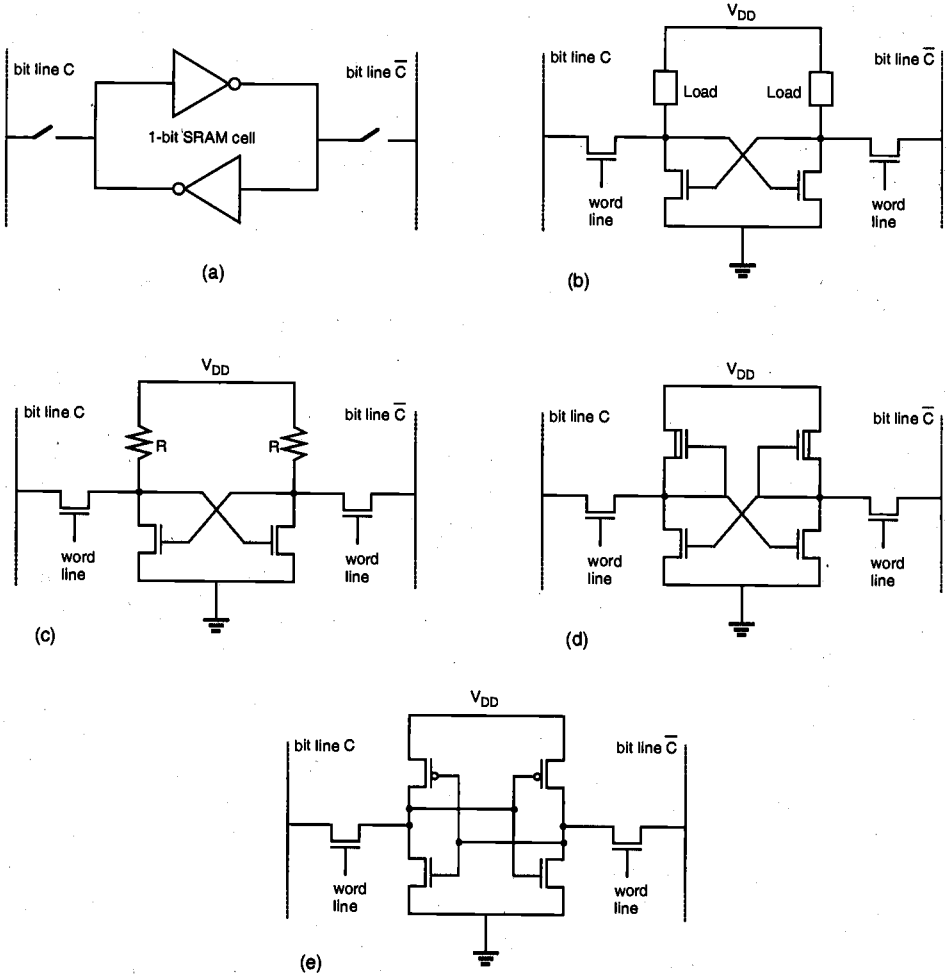 bit line C
bit line C̅
1-bit SRAM cell
(a)
V_DD
bit line C
bit line C̅
Load
Load
word
line
word
line
(b)
V_DD
bit line C
bit line C̅
R
R
word
line
word
line
(c)
V_DD
bit line C
bit line C̅
word
line
word
line
(d)
V_DD
bit line C
bit line C̅
word
line
word
line
(e)